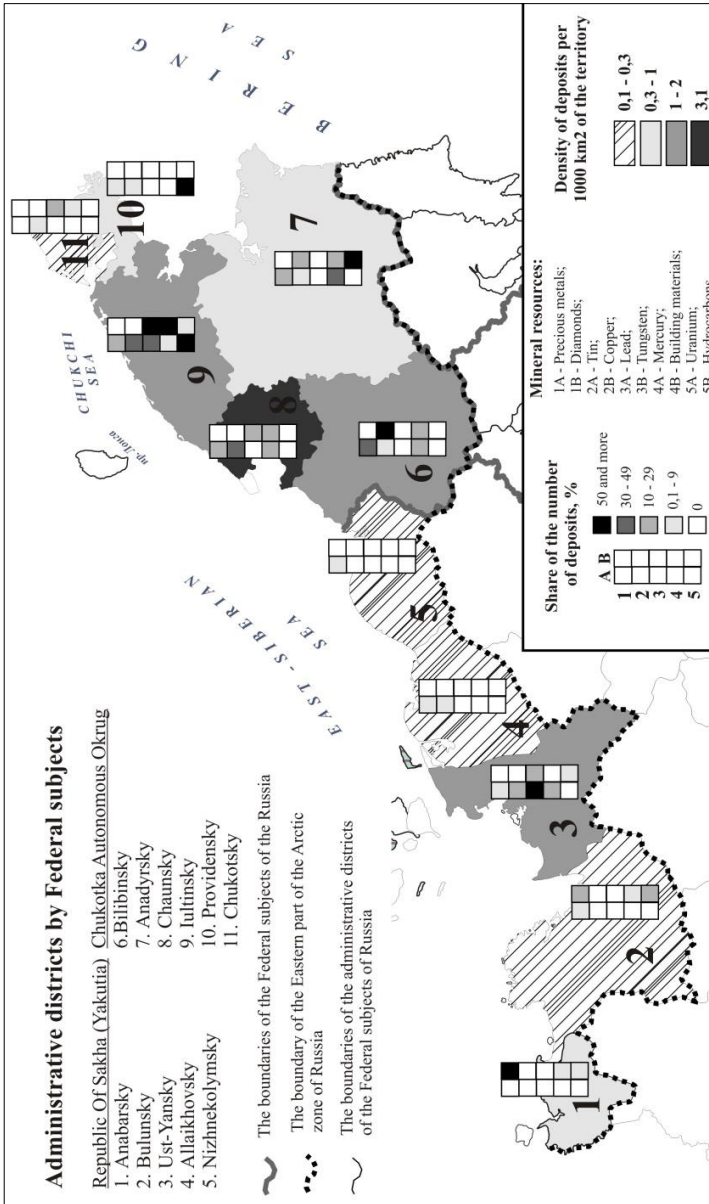 Administrative districts by Federal subjects
Republic Of Sakha (Yakutia)
1. Anabarsky
2. Bulunsky
3. Ust-Yansky
4. Allaikhovsky
5. Nizhnekolymsky
Chukotka Autonomous Okrug
6.Bilibinsky
7. Anadyrsky
8. Chaunsky
9. Iultinsky
10. Providensky
11. Chukotsky
The boundaries of the Federal subjects of the Russia
The boundary of the Eastern part of the Arctic
zone of Russia
The boundaries of the administrative districts
of the Federal subjects of Russia
EAST-SIBERIAN
SEA
CHUKCHI
SEA
пр.Лонга
BERING
SEA
1
2
3
4
5
6
7
8
9
10
11
Share of the number
of deposits, %
A B
1
2
3
4
5
50 and more
30 - 49
10 - 29
0,1 - 9
0
Mineral resources:
1A - Precious metals;
1B - Diamonds;
2A - Tin;
2B - Copper;
3A - Lead;
3B - Tungsten;
4A - Mercury;
4B - Building materials;
5A - Uranium;
5B - Hydrocarbons
Density of deposits per
1000 km2 of the territory
0,1 - 0,3
0,3 - 1
1 - 2
3,1